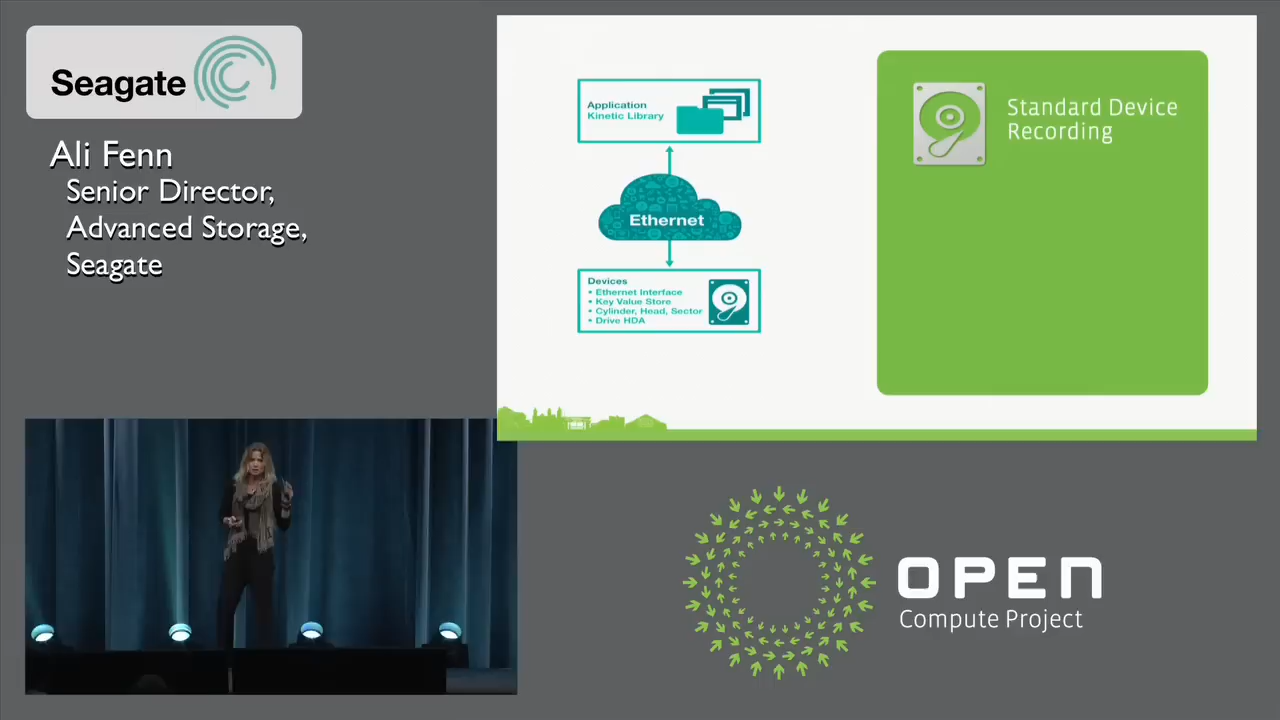 Seagate
Ali Fenn
Senior Director,
Advanced Storage,
Seagate
Application
Kinetic Library
Ethernet
Devices
• Ethernet Interface
• Key Value Store
• Cylinder, Head, Sector
• Drive HDA
Standard Device
Recording
OPEN
Compute Project